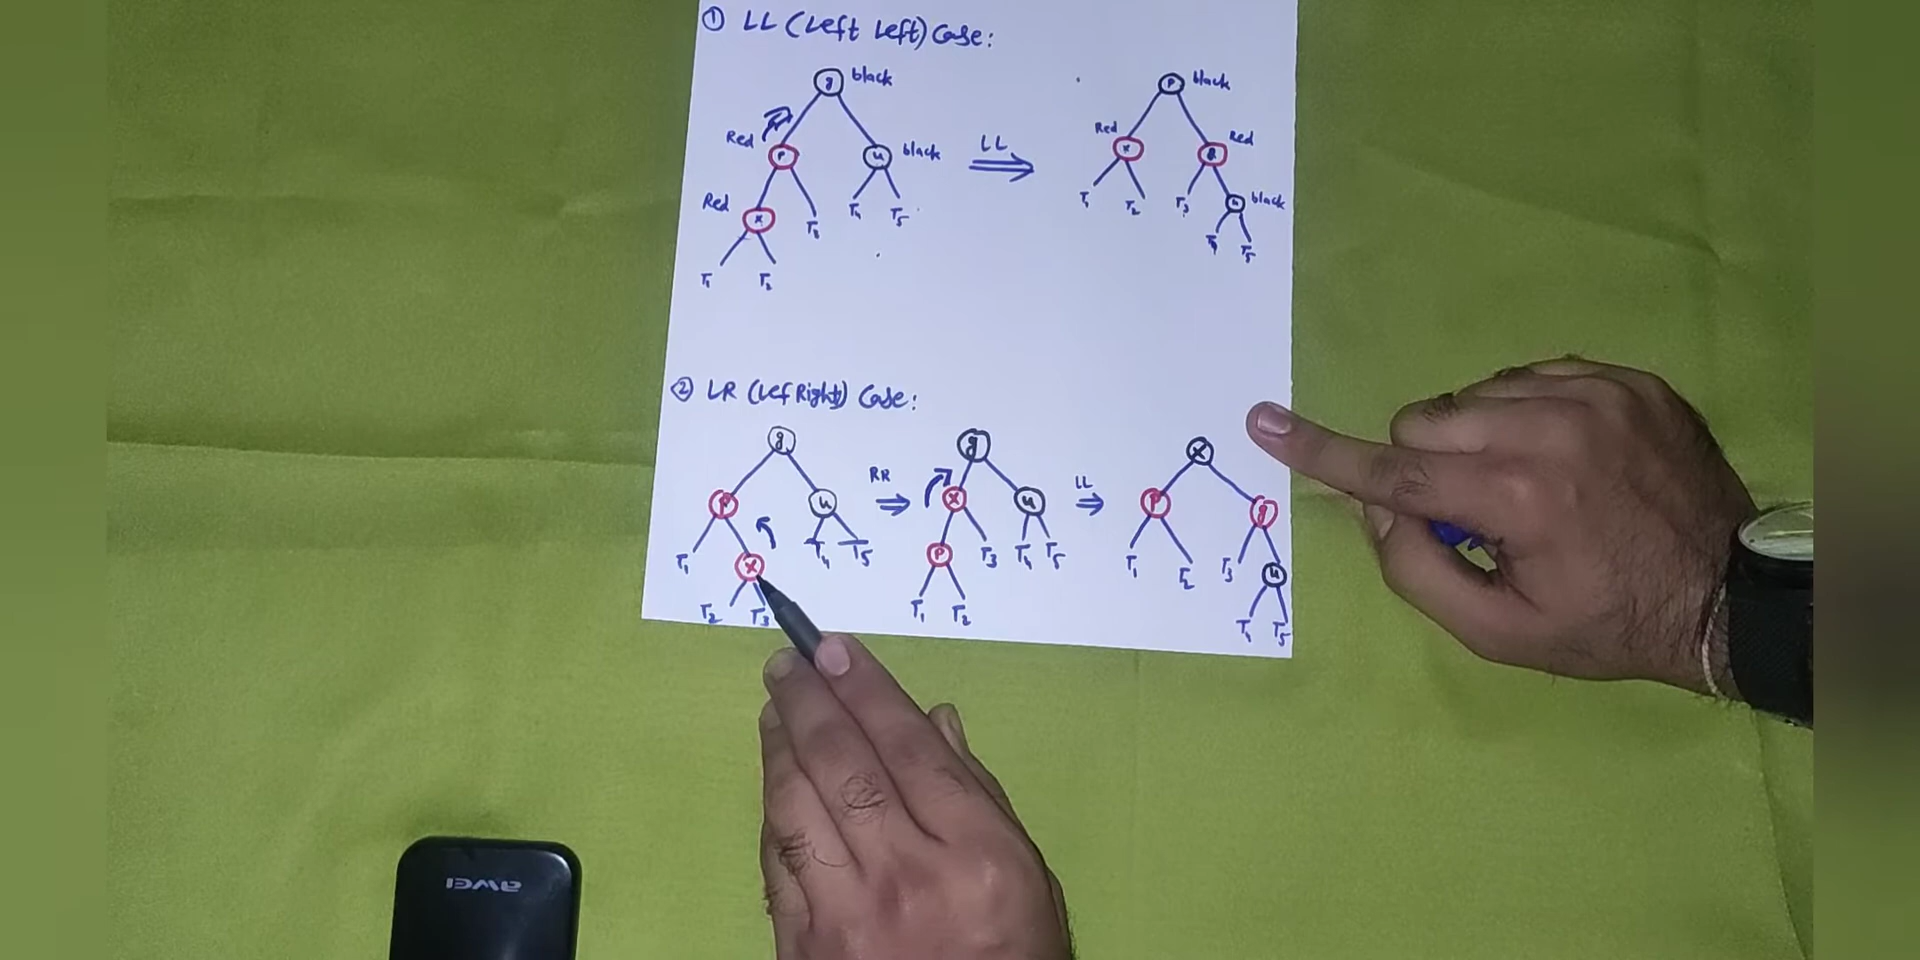 ① LL (Left Left) Case:
g black
P black
Red
Red
Red
P
u black
LL
x
g
Red
x
T3
T4 T5
T1 T2 T3
u black
T1 T2
T4 T5
② LR (Lef Right) Case:
g
g
x
RR
LL
P
u
x
u
P
g
T1
x
T4 T5
P
T3 T4 T5
T1 T2 T3
u
T2 T3
T1 T2
T4 T5
awei